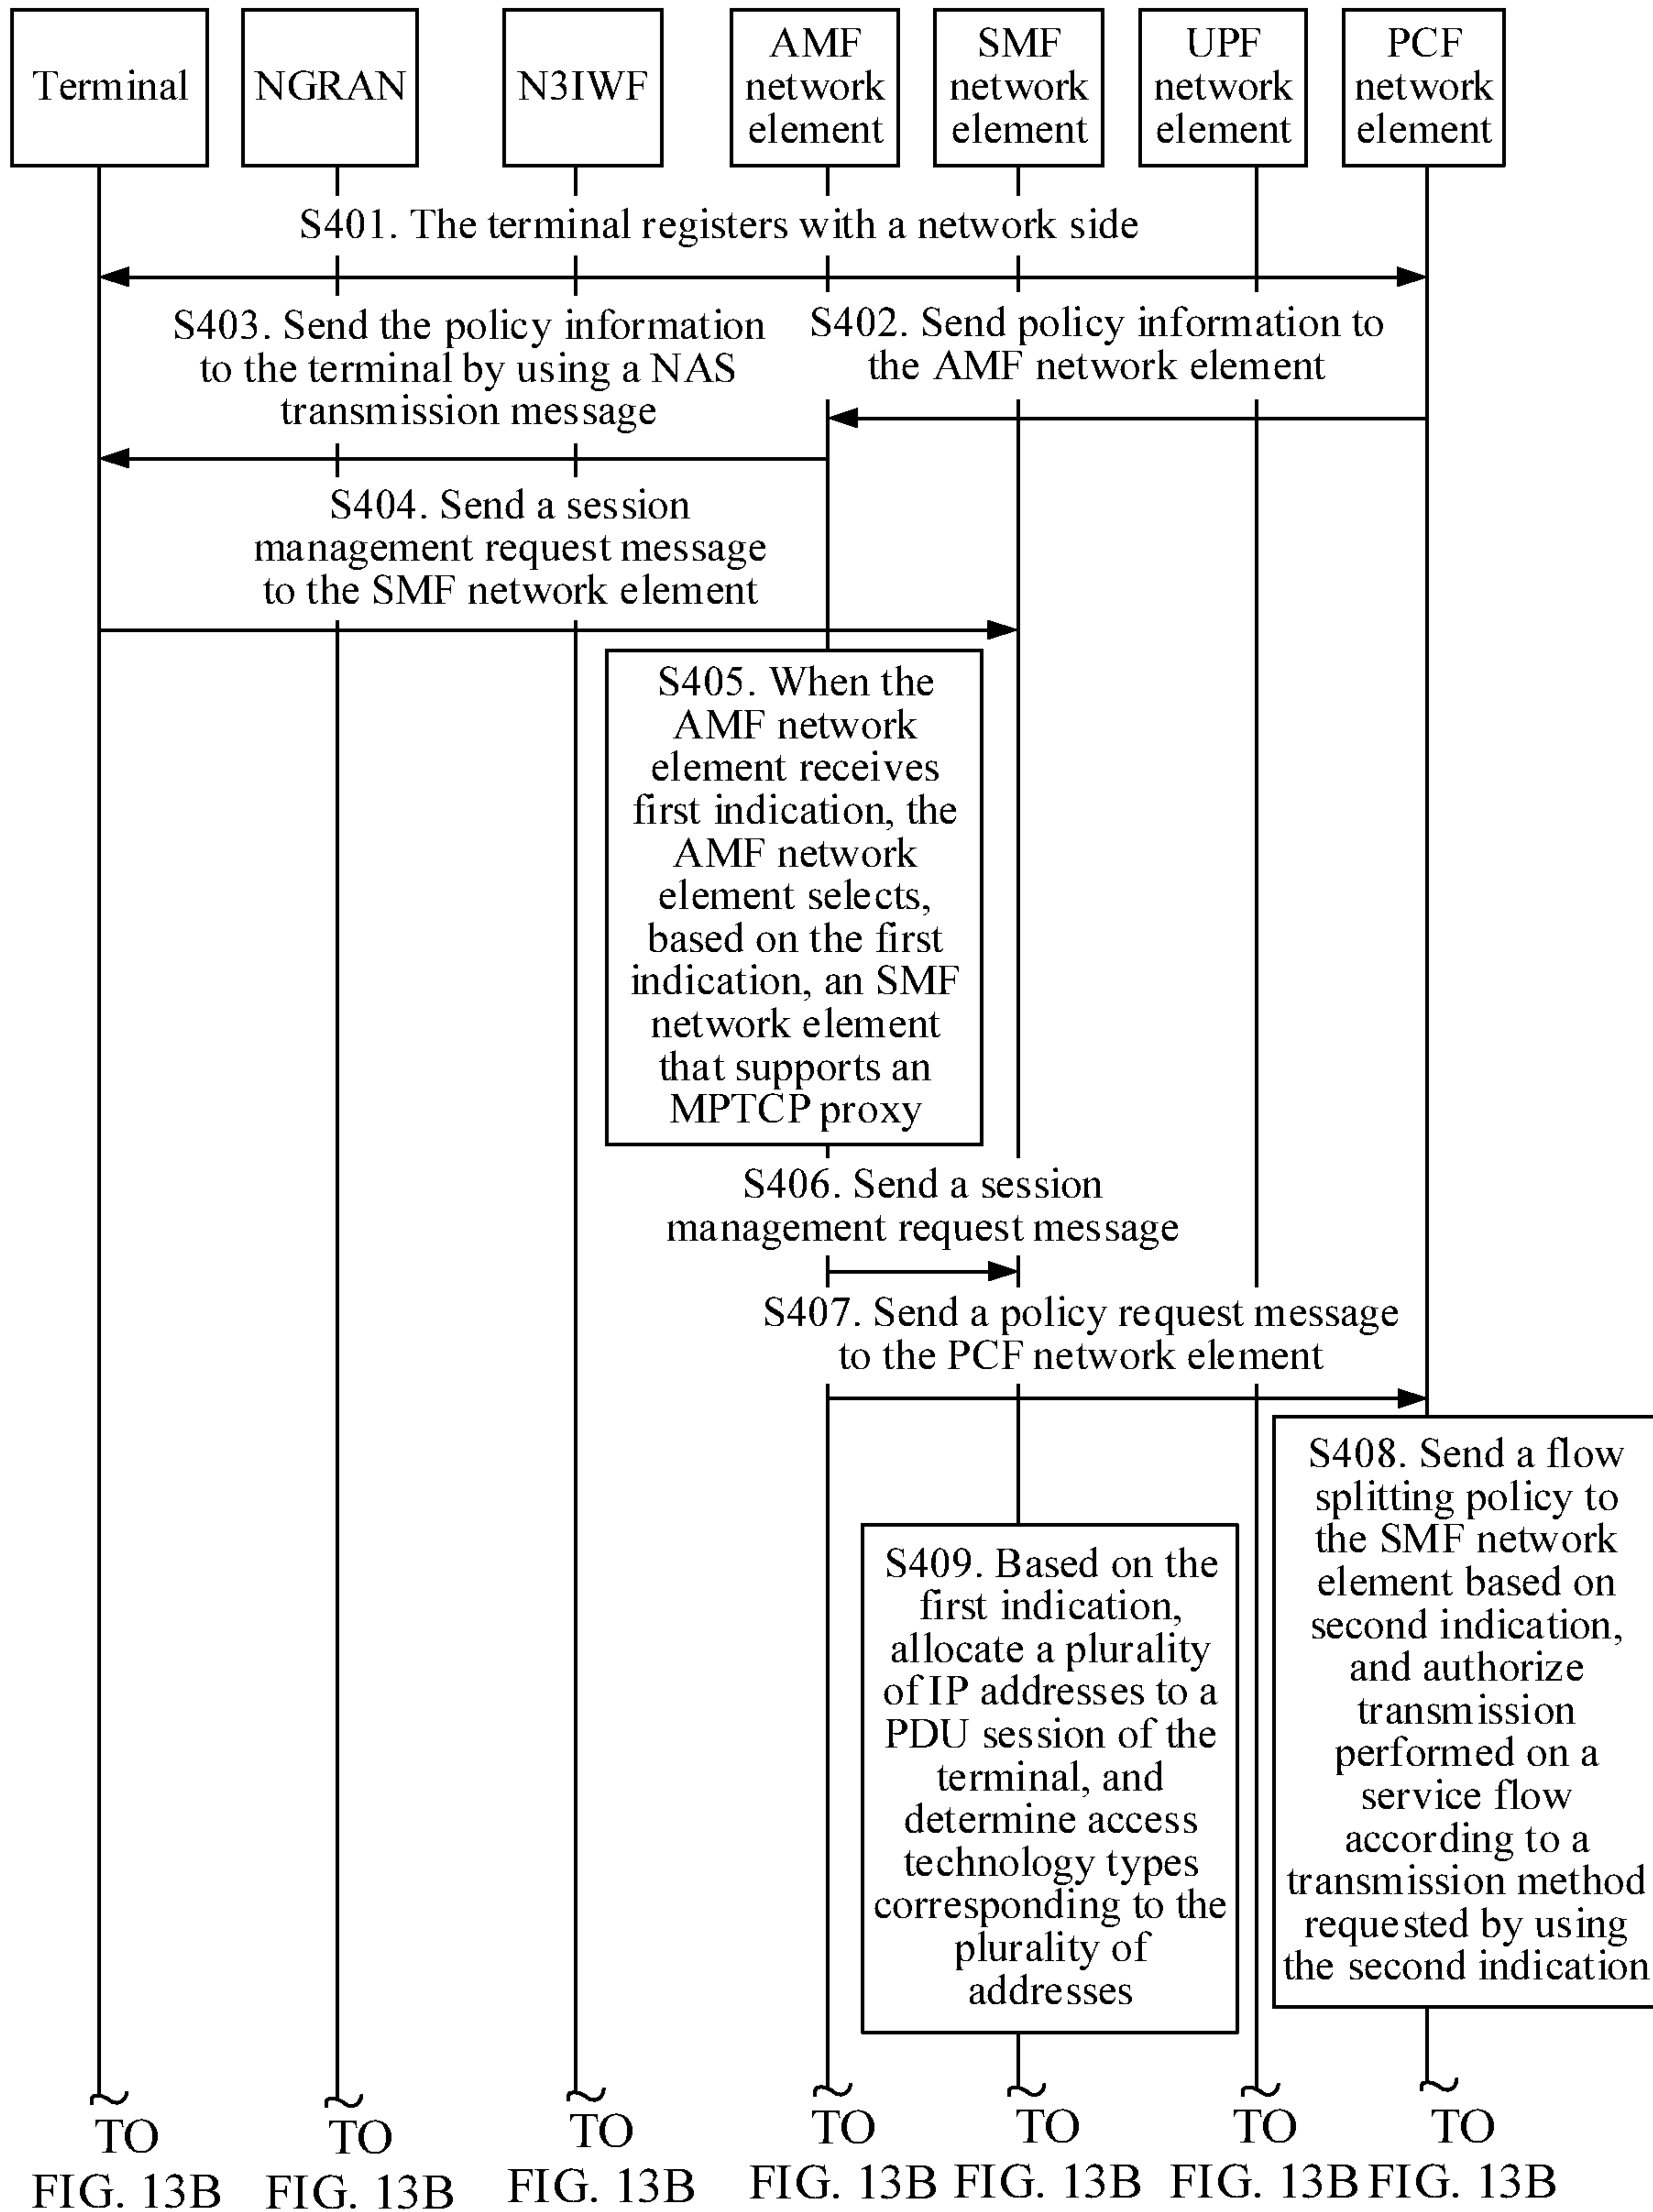 Terminal
NGRAN
N3IWF
AMF
network
element
SMF
network
element
UPF
network
element
PCF
network
element
S401. The terminal registers with a network side
S403. Send the policy information
to the terminal by using a NAS
transmission message
S402. Send policy information to
the AMF network element
S404. Send a session
management request message
to the SMF network element
S405. When the
AMF network
element receives
first indication, the
AMF network
element selects,
based on the first
indication, an SMF
network element
that supports an
MPTCP proxy
S406. Send a session
management request message
S407. Send a policy request message
to the PCF network element
S408. Send a flow
splitting policy to
the SMF network
element based on
second indication,
and authorize
transmission
performed on a
service flow
according to a
transmission method
requested by using
the second indication
S409. Based on the
first indication,
allocate a plurality
of IP addresses to a
PDU session of the
terminal, and
determine access
technology types
corresponding to the
plurality of
addresses
TO
FIG. 13B
TO
FIG. 13B
TO
FIG. 13B
TO
FIG. 13B
TO
FIG. 13B
TO
FIG. 13B
TO
FIG. 13B